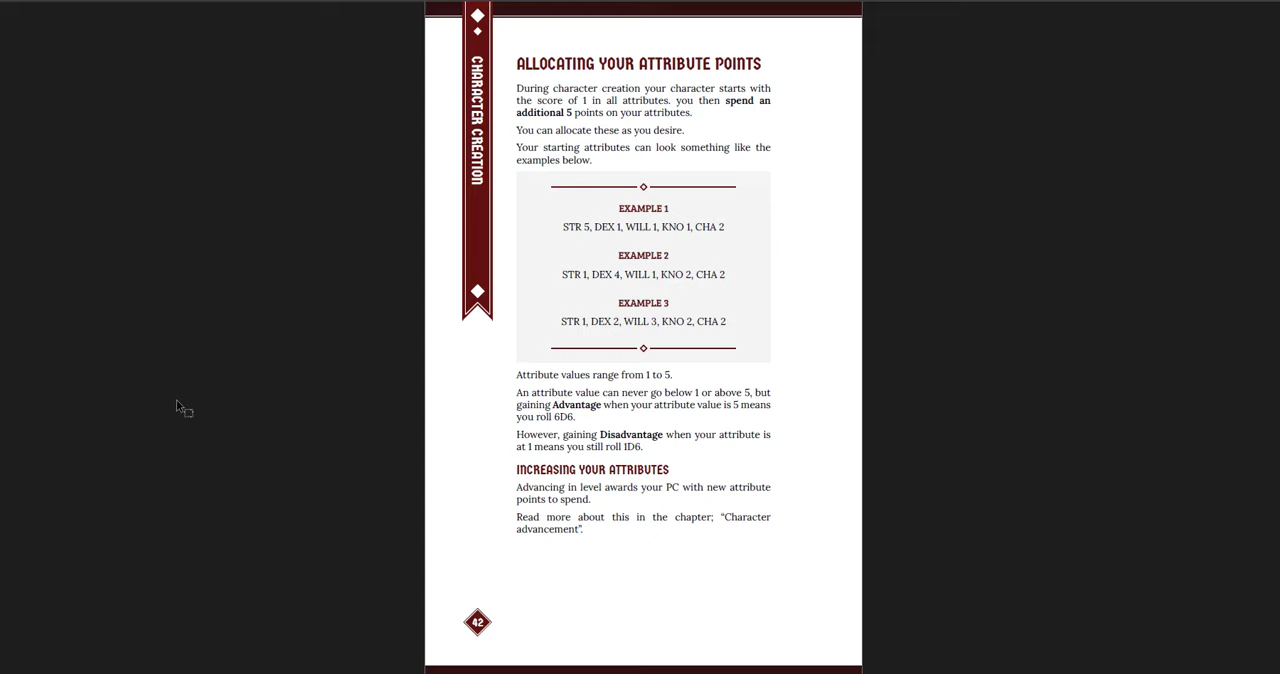 CHARACTER CREATION
ALLOCATING YOUR ATTRIBUTE POINTS
During character creation your character starts with
the score of 1 in all attributes. you then spend an
additional 5 points on your attributes.
You can allocate these as you desire.
Your starting attributes can look something like the
examples below.
EXAMPLE 1
STR 5, DEX 1, WILL 1, KNO 1, CHA 2
EXAMPLE 2
STR 1, DEX 4, WILL 1, KNO 2, CHA 2
EXAMPLE 3
STR 1, DEX 2, WILL 3, KNO 2, CHA 2
Attribute values range from 1 to 5.
An attribute value can never go below 1 or above 5, but
gaining Advantage when your attribute value is 5 means
you roll 6D6.
However, gaining Disadvantage when your attribute is
at 1 means you still roll 1D6.
INCREASING YOUR ATTRIBUTES
Advancing in level awards your PC with new attribute
points to spend.
Read more about this in the chapter; “Character
advancement”.
42